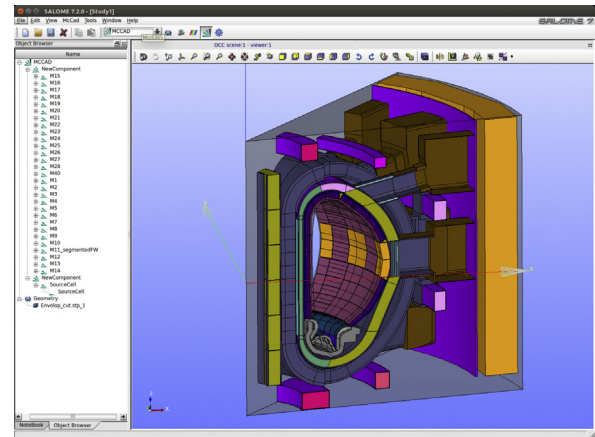 SALOME 7.2.0 - [Study1]
File Edit View McCad Tools Window Help
SALOME 7
MCCAD
McCad
Object Browser
OCC scene:1 - viewer:1
Name
MCCAD
NewComponent
M15
M16
M17
M18
M19
M20
M21
M22
M23
M24
M25
M26
M27
M28
M40
M1
M2
M3
M4
M5
M6
M7
M8
M9
M10
M11_segmentedFW
M12
M13
M14
NewComponent
SourceCell
SourceCell
Geometry
Envelop_cut.stp_1
NoteBook Object Browser
Z
X